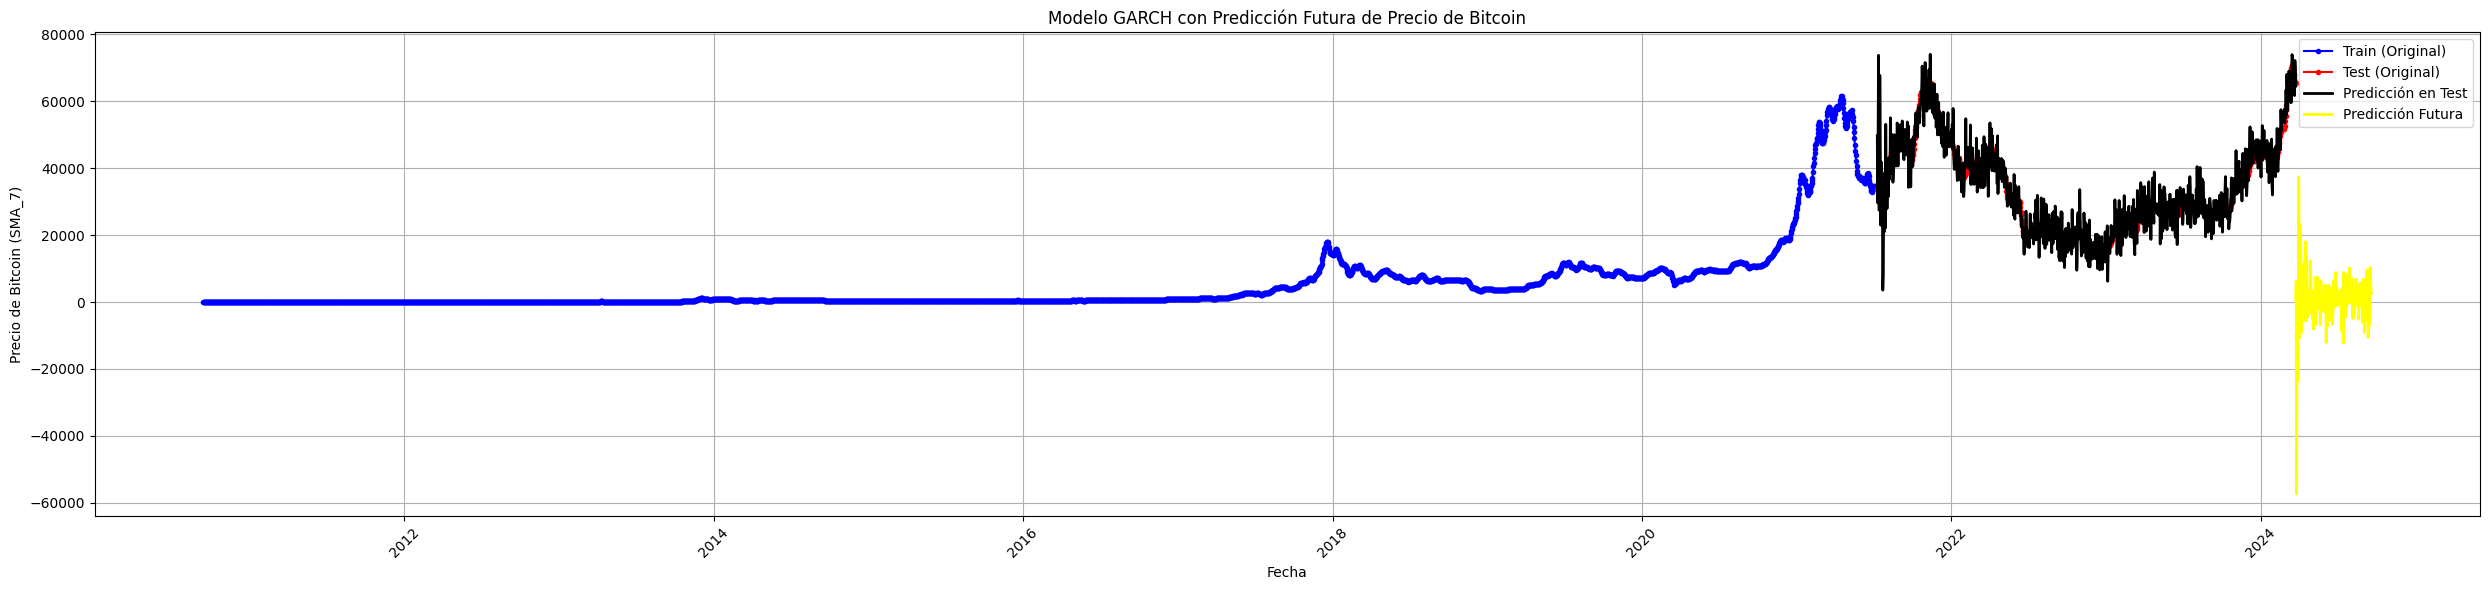 Modelo GARCH con Predicción Futura de Precio de Bitcoin
80000
60000
40000
20000
0
−20000
−40000
−60000
Precio de Bitcoin (SMA_7)
Train (Original)
Test (Original)
Predicción en Test
Predicción Futura
2012
2014
2016
2018
2020
2022
2024
Fecha